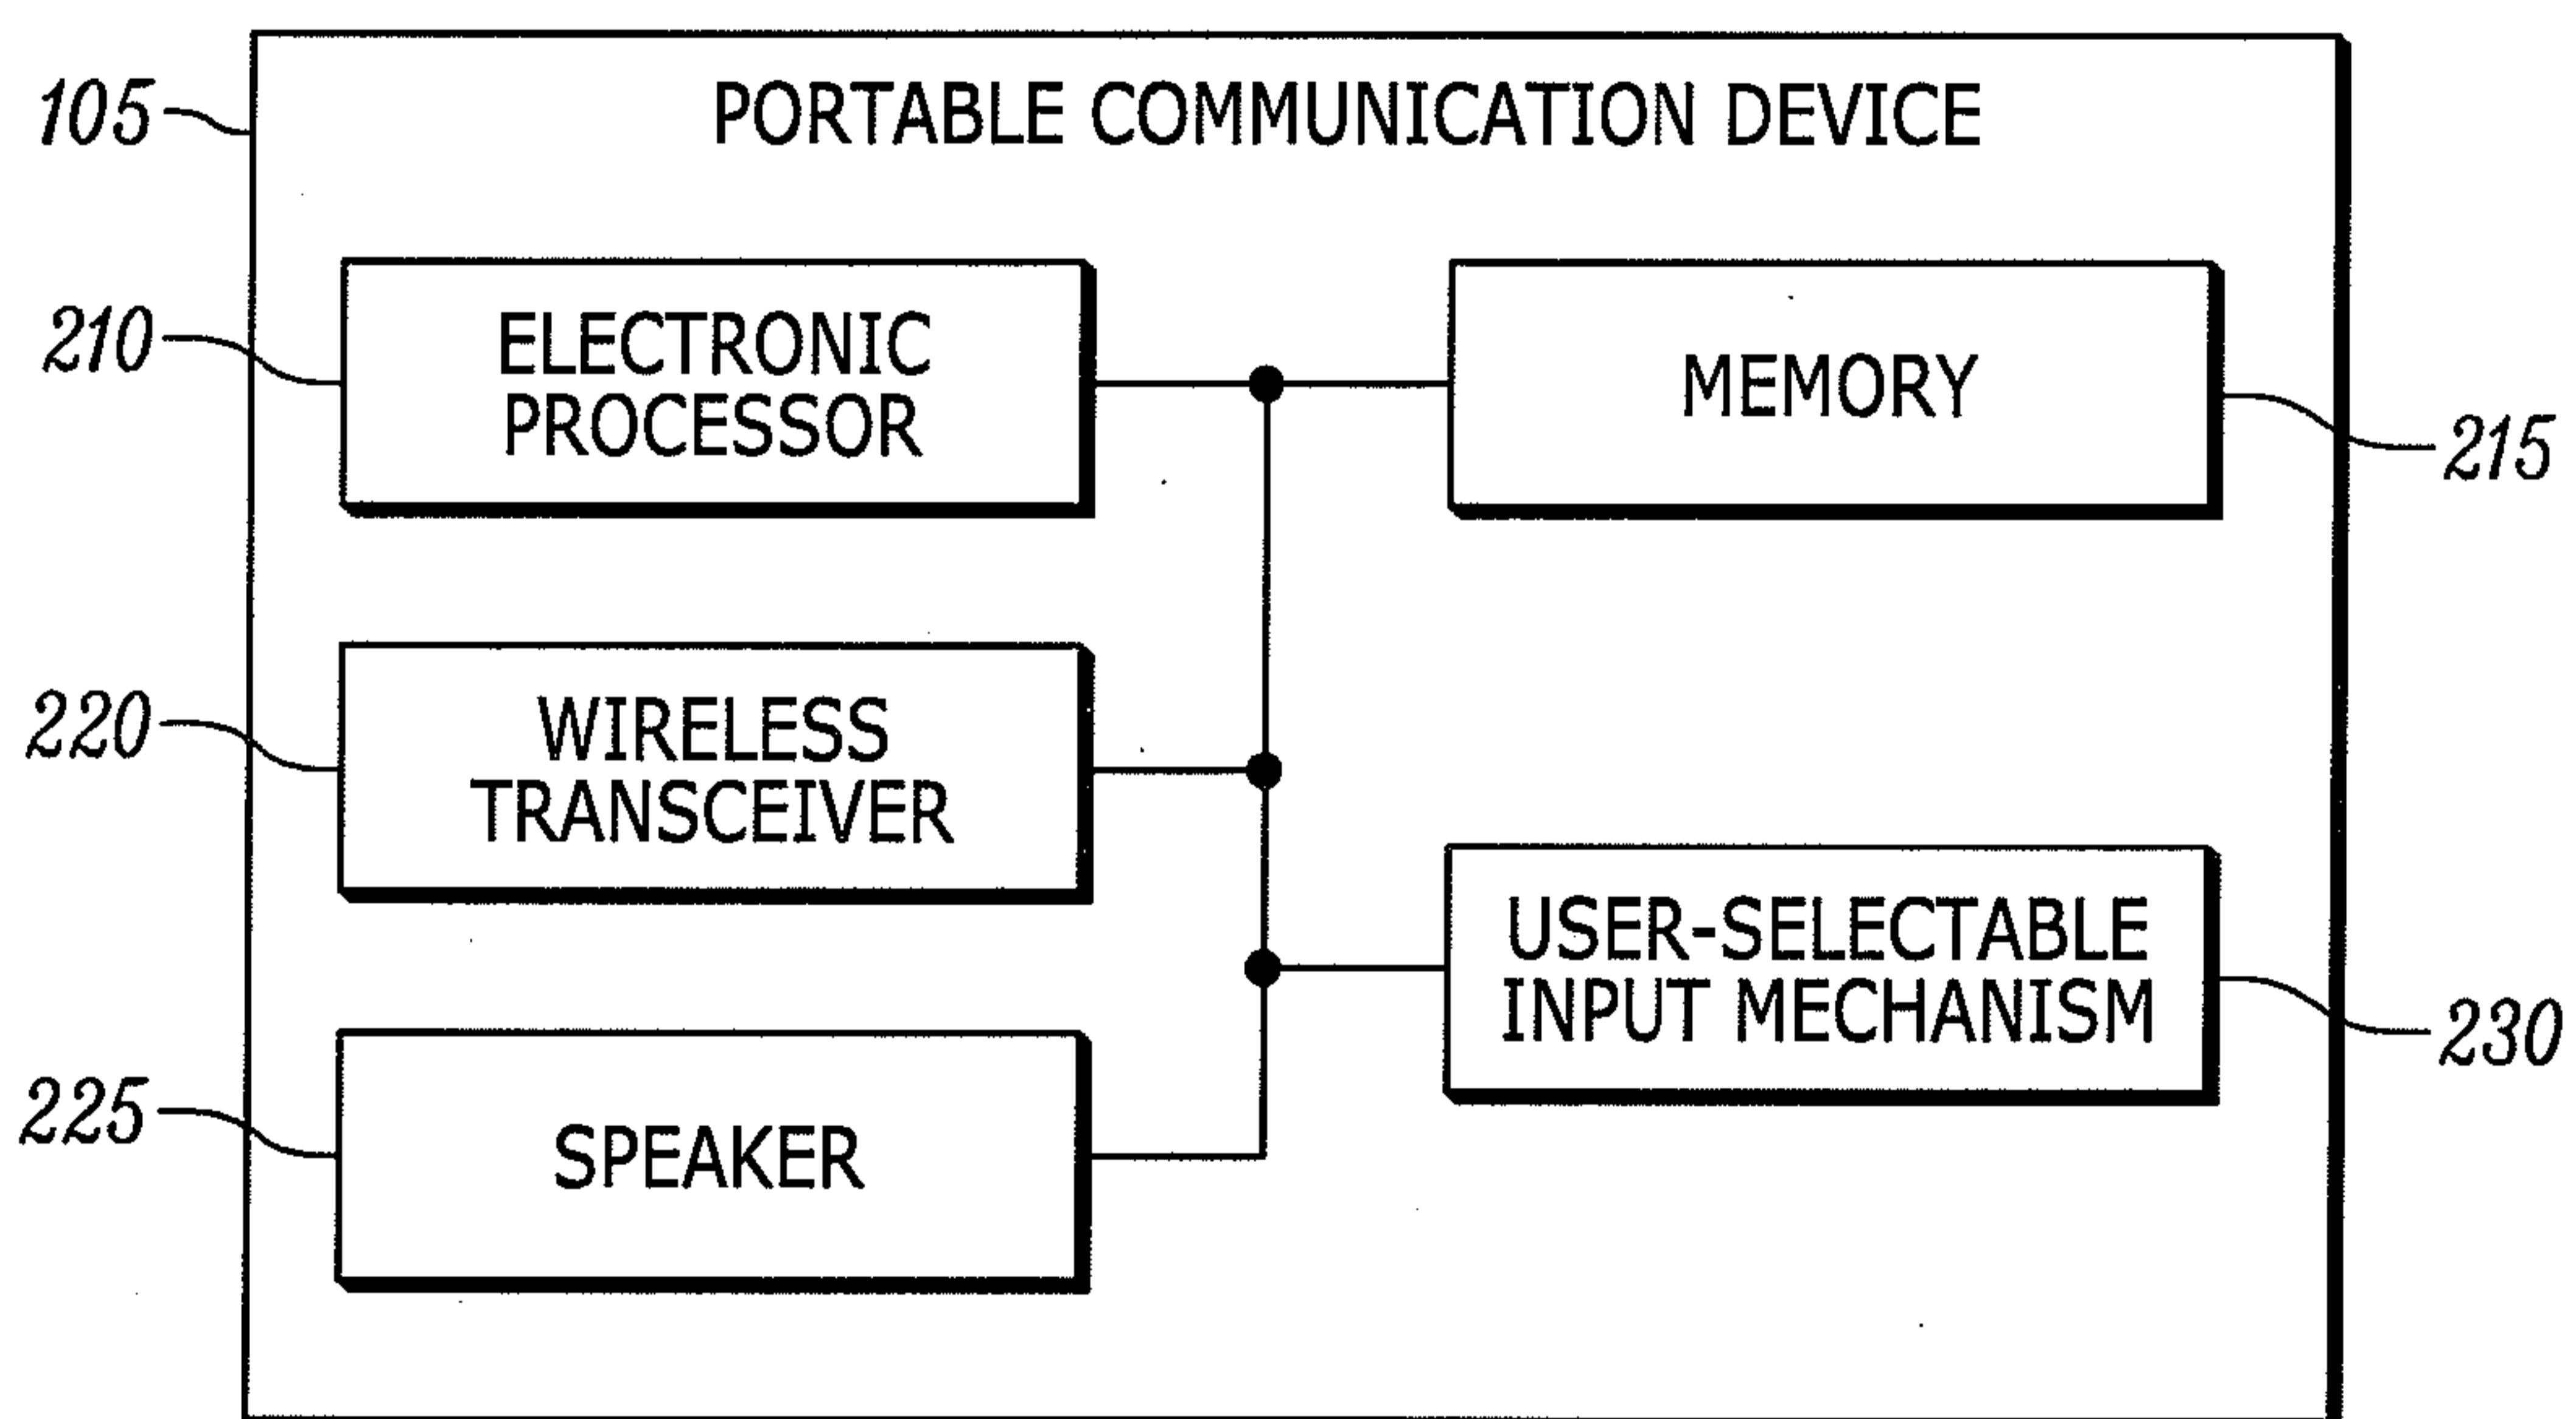 PORTABLE COMMUNICATION DEVICE
105
210
ELECTRONIC
PROCESSOR
MEMORY
215
220
WIRELESS
TRANSCEIVER
USER-SELECTABLE
INPUT MECHANISM
230
225
SPEAKER